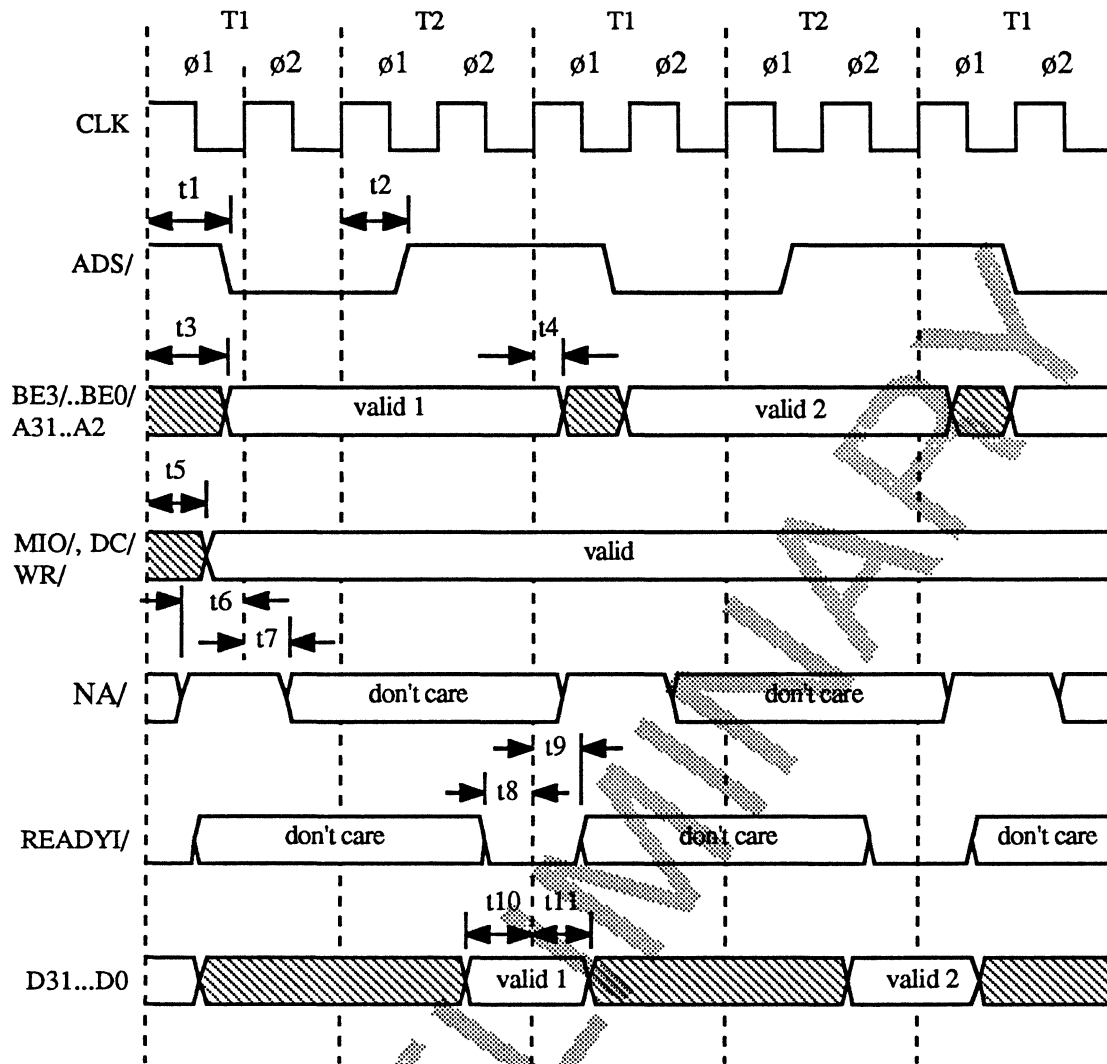 T1 T2 T1 T2 T1
ø1 ø2 ø1 ø2 ø1 ø2 ø1 ø2 ø1 ø2
CLK
t1 t2
ADS/
t3 t4
BE3/..BE0/
A31..A2
valid 1 valid 2
t5
MIO/, DC/
WR/
valid
t6
t7
NA/ don't care don't care
t9
t8
READYI/ don't care don't care don't care
t10 t11
D31...D0 valid 1 valid 2